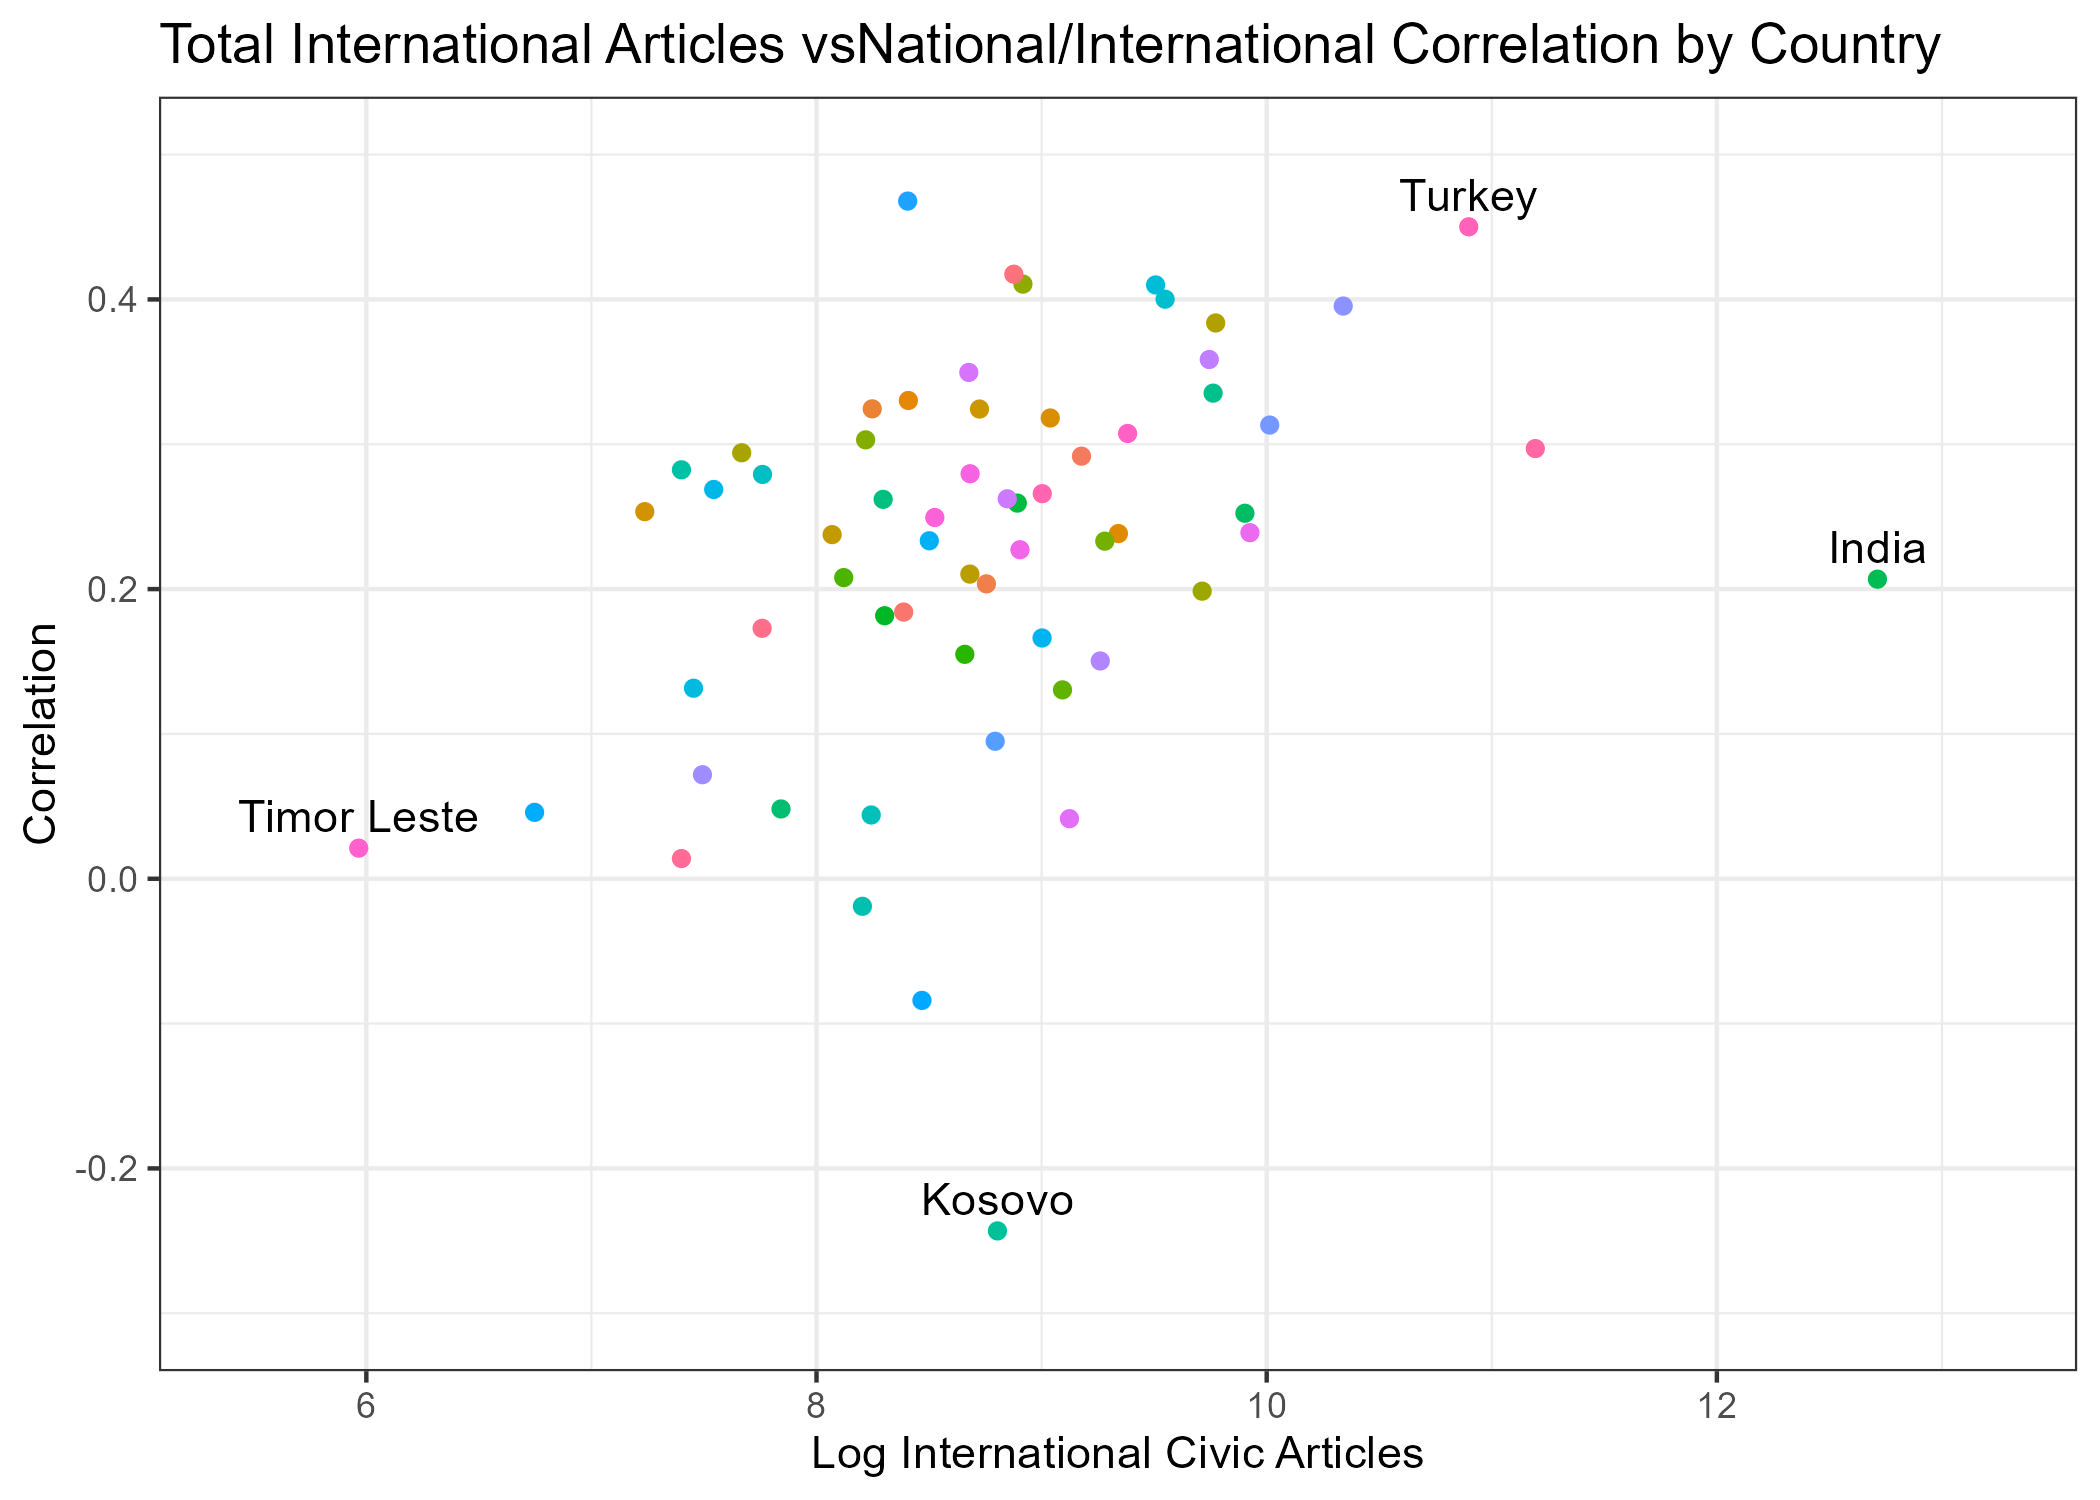 Total International Articles vsNational/International Correlation by Country
Turkey
0.4
India
0.2
Timor Leste
0.0
-0.2
Kosovo
Correlation
6 8 10 12
Log International Civic Articles